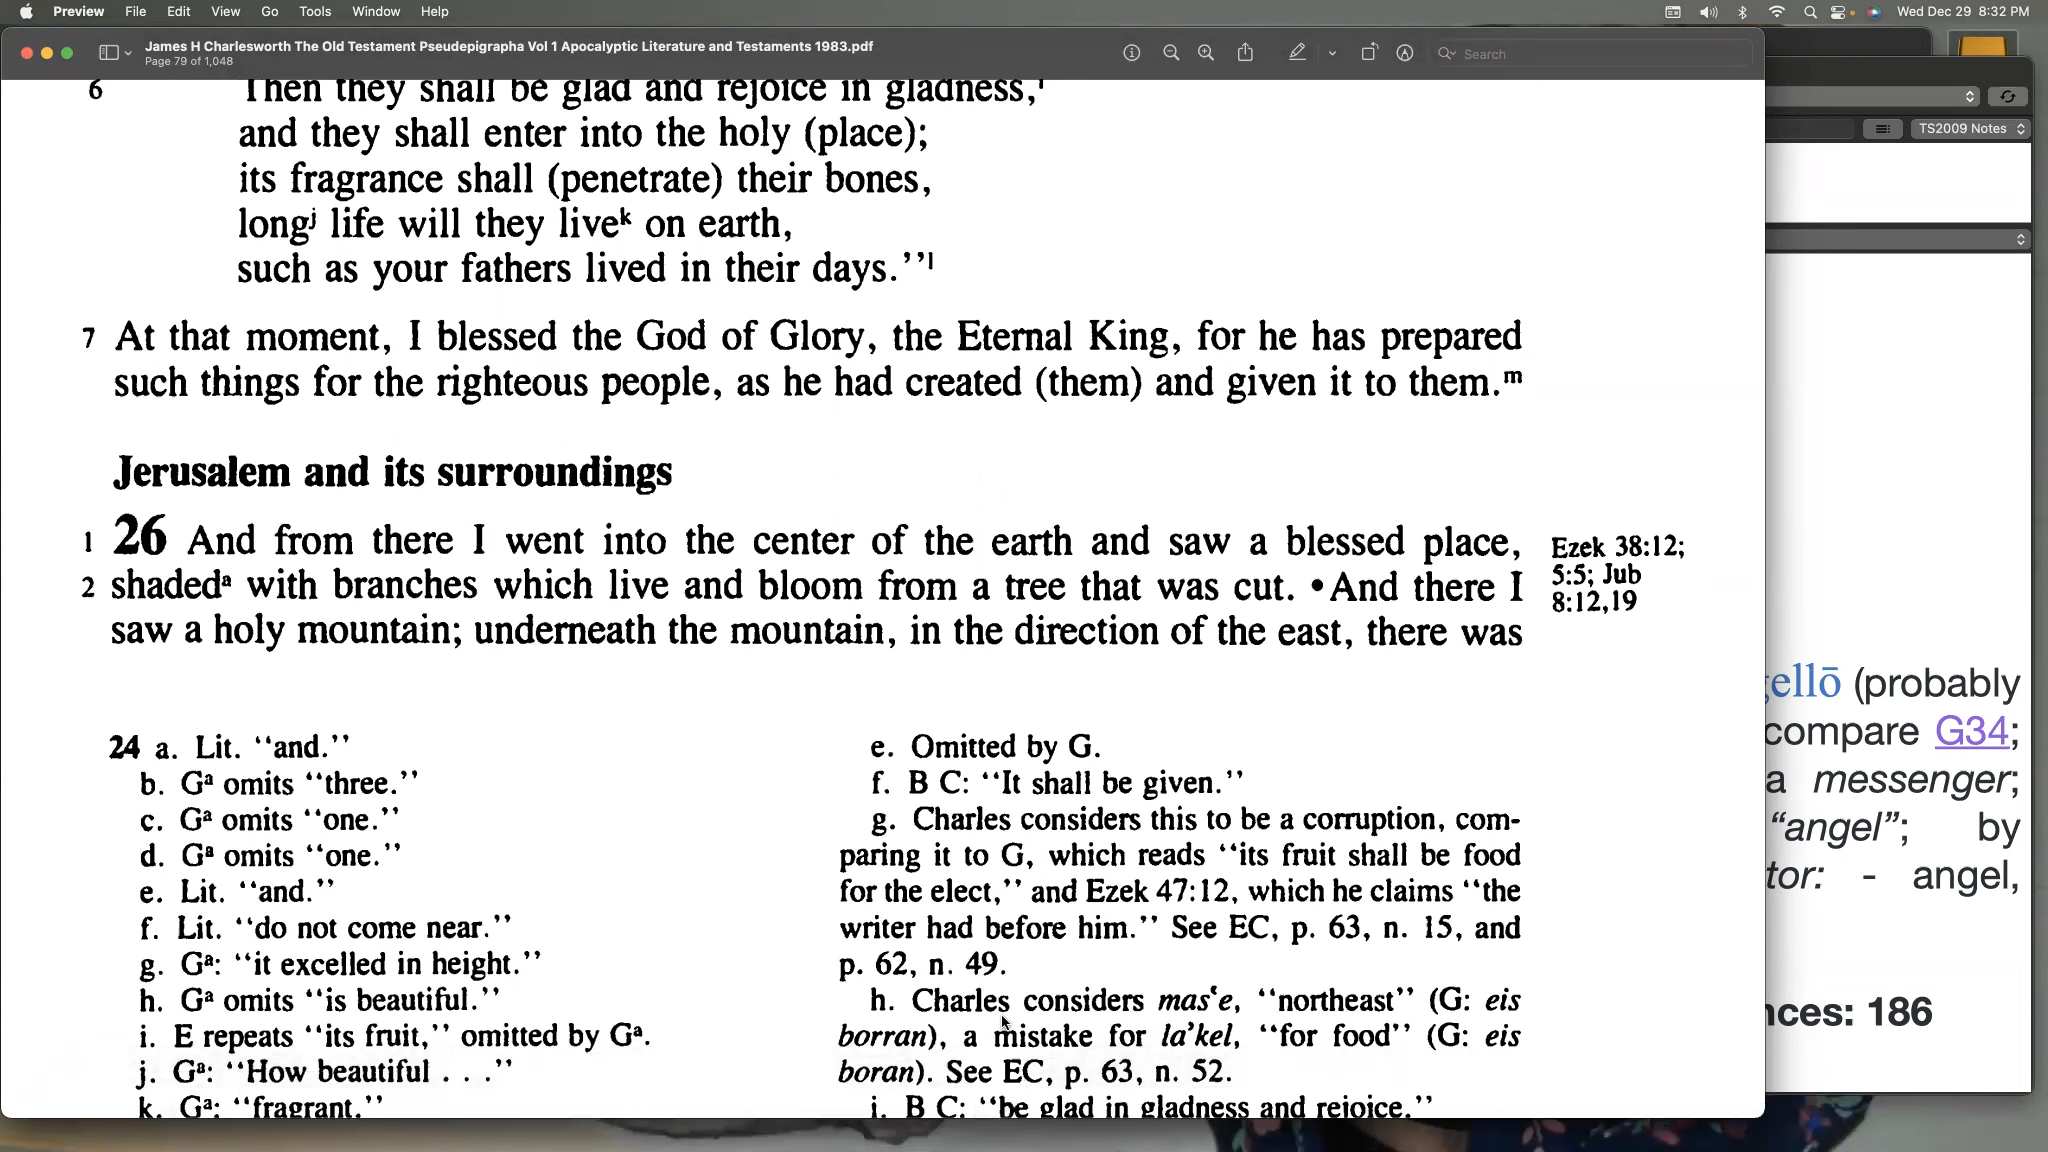 Preview File Edit View Go Tools Window Help
Wed Dec 29 8:32 PM
James H Charlesworth The Old Testament Pseudepigrapha Vol 1 Apocalyptic Literature and Testaments 1983.pdf
Page 79 of 1,048
Search
TS2009 Notes
6 Then they shall be glad and rejoice in gladness,ⁱ
and they shall enter into the holy (place);
its fragrance shall (penetrate) their bones,
longʲ life will they liveᵏ on earth,
such as your fathers lived in their days.’’ˡ
7 At that moment, I blessed the God of Glory, the Eternal King, for he has prepared
such things for the righteous people, as he had created (them) and given it to them.ᵐ
Jerusalem and its surroundings
1 26 And from there I went into the center of the earth and saw a blessed place,
2 shadedᵃ with branches which live and bloom from a tree that was cut. •And there I
saw a holy mountain; underneath the mountain, in the direction of the east, there was
Ezek 38:12;
5:5; Jub
8:12,19
24 a. Lit. ‘‘and.’’
b. Gᵃ omits ‘‘three.’’
c. Gᵃ omits ‘‘one.’’
d. Gᵃ omits ‘‘one.’’
e. Lit. ‘‘and.’’
f. Lit. ‘‘do not come near.’’
g. Gᵃ: ‘‘it excelled in height.’’
h. Gᵃ omits ‘‘is beautiful.’’
i. E repeats ‘‘its fruit,’’ omitted by Gᵃ.
j. Gᵃ: ‘‘How beautiful . . .’’
k. Gᵃ: ‘‘fragrant.’’
e. Omitted by G.
f. B C: ‘‘It shall be given.’’
g. Charles considers this to be a corruption, com-
paring it to G, which reads ‘‘its fruit shall be food
for the elect,’’ and Ezek 47:12, which he claims ‘‘the
writer had before him.’’ See EC, p. 63, n. 15, and
p. 62, n. 49.
h. Charles considers masʿe, ‘‘northeast’’ (G: eis
borran), a mistake for la’kel, ‘‘for food’’ (G: eis
boran). See EC, p. 63, n. 52.
i. B C: ‘‘be glad in gladness and rejoice.’’
gellō (probably
compare G34;
a messenger;
“angel”; by
tor: - angel,
nces: 186